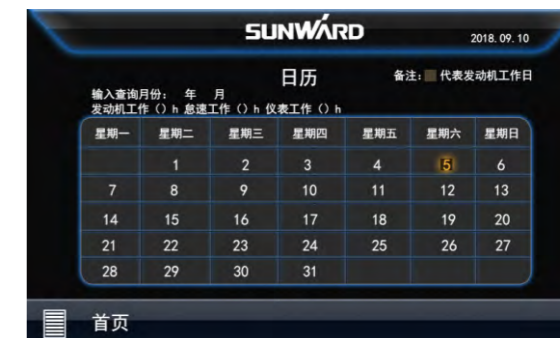 SUNWARD
2018.09.10
日历
备注： 代表发动机工作日
输入查询月份： 年 月
发动机工作（）h 怠速工作（）h 仪表工作（）h
星期一 星期二 星期三 星期四 星期五 星期六 星期日
1 2 3 4 5 6
7 8 9 10 11 12 13
14 15 16 17 18 19 20
21 22 23 24 25 26 27
28 29 30 31
首页